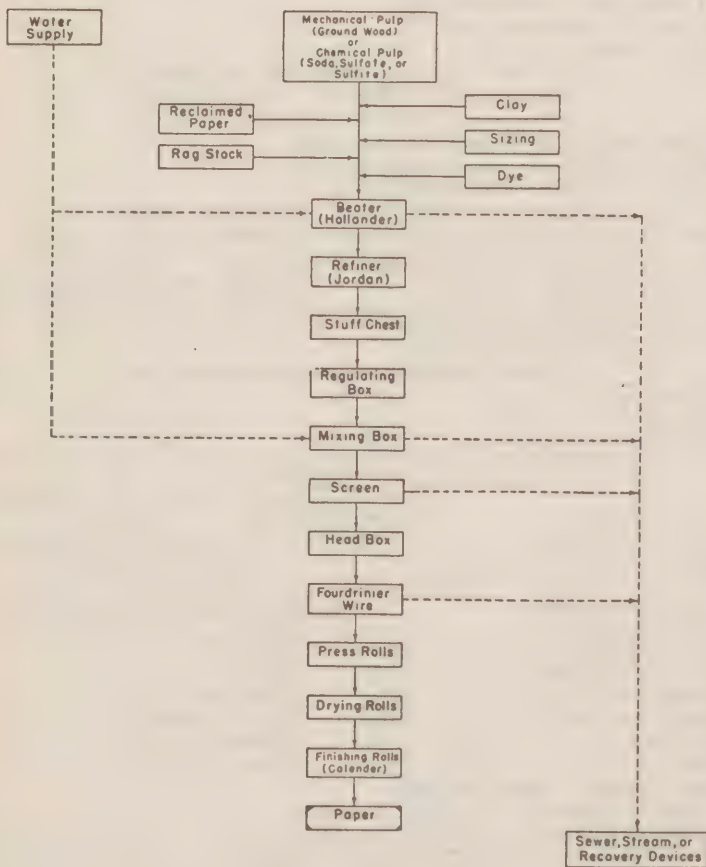 Water
Supply
Mechanical Pulp
(Ground Wood)
or
Chemical Pulp
(Soda, Sulfate, or
Sulfite)
Reclaimed
Paper
Clay
Sizing
Rag Stock
Dye
Beater
(Hollander)
Refiner
(Jordan)
Stuff Chest
Regulating
Box
Mixing Box
Screen
Head Box
Fourdrinier
Wire
Press Rolls
Drying Rolls
Finishing Rolls
(Calender)
Paper
Sewer, Stream, or
Recovery Devices